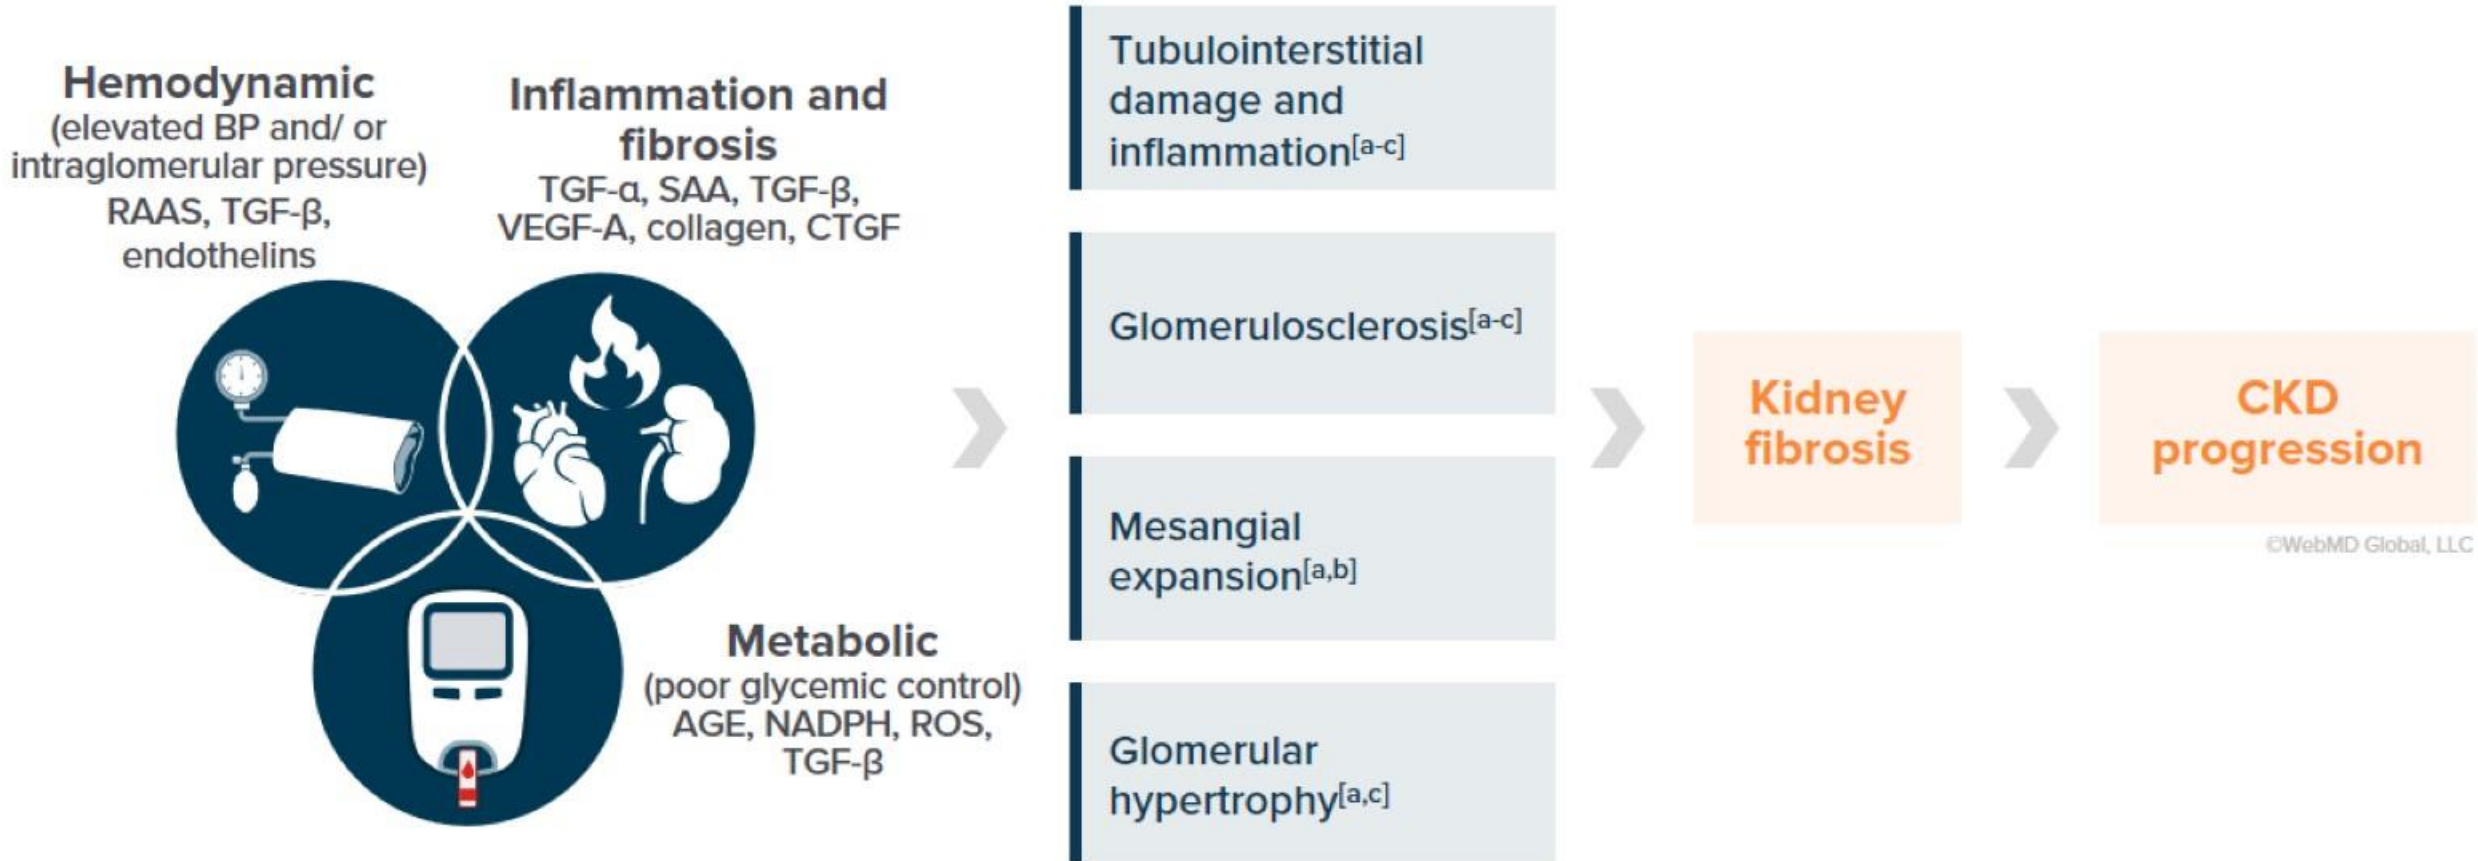 Hemodynamic
(elevated BP and/ or
intraglomerular pressure)
RAAS, TGF-β,
endothelins
Inflammation and
fibrosis
TGF-α, SAA, TGF-β,
VEGF-A, collagen, CTGF
Metabolic
(poor glycemic control)
AGE, NADPH, ROS,
TGF-β
Tubulointerstitial
damage and
inflammation[a-c]
Glomerulosclerosis[a-c]
Mesangial
expansion[a,b]
Glomerular
hypertrophy[a,c]
Kidney
fibrosis
CKD
progression
©WebMD Global, LLC